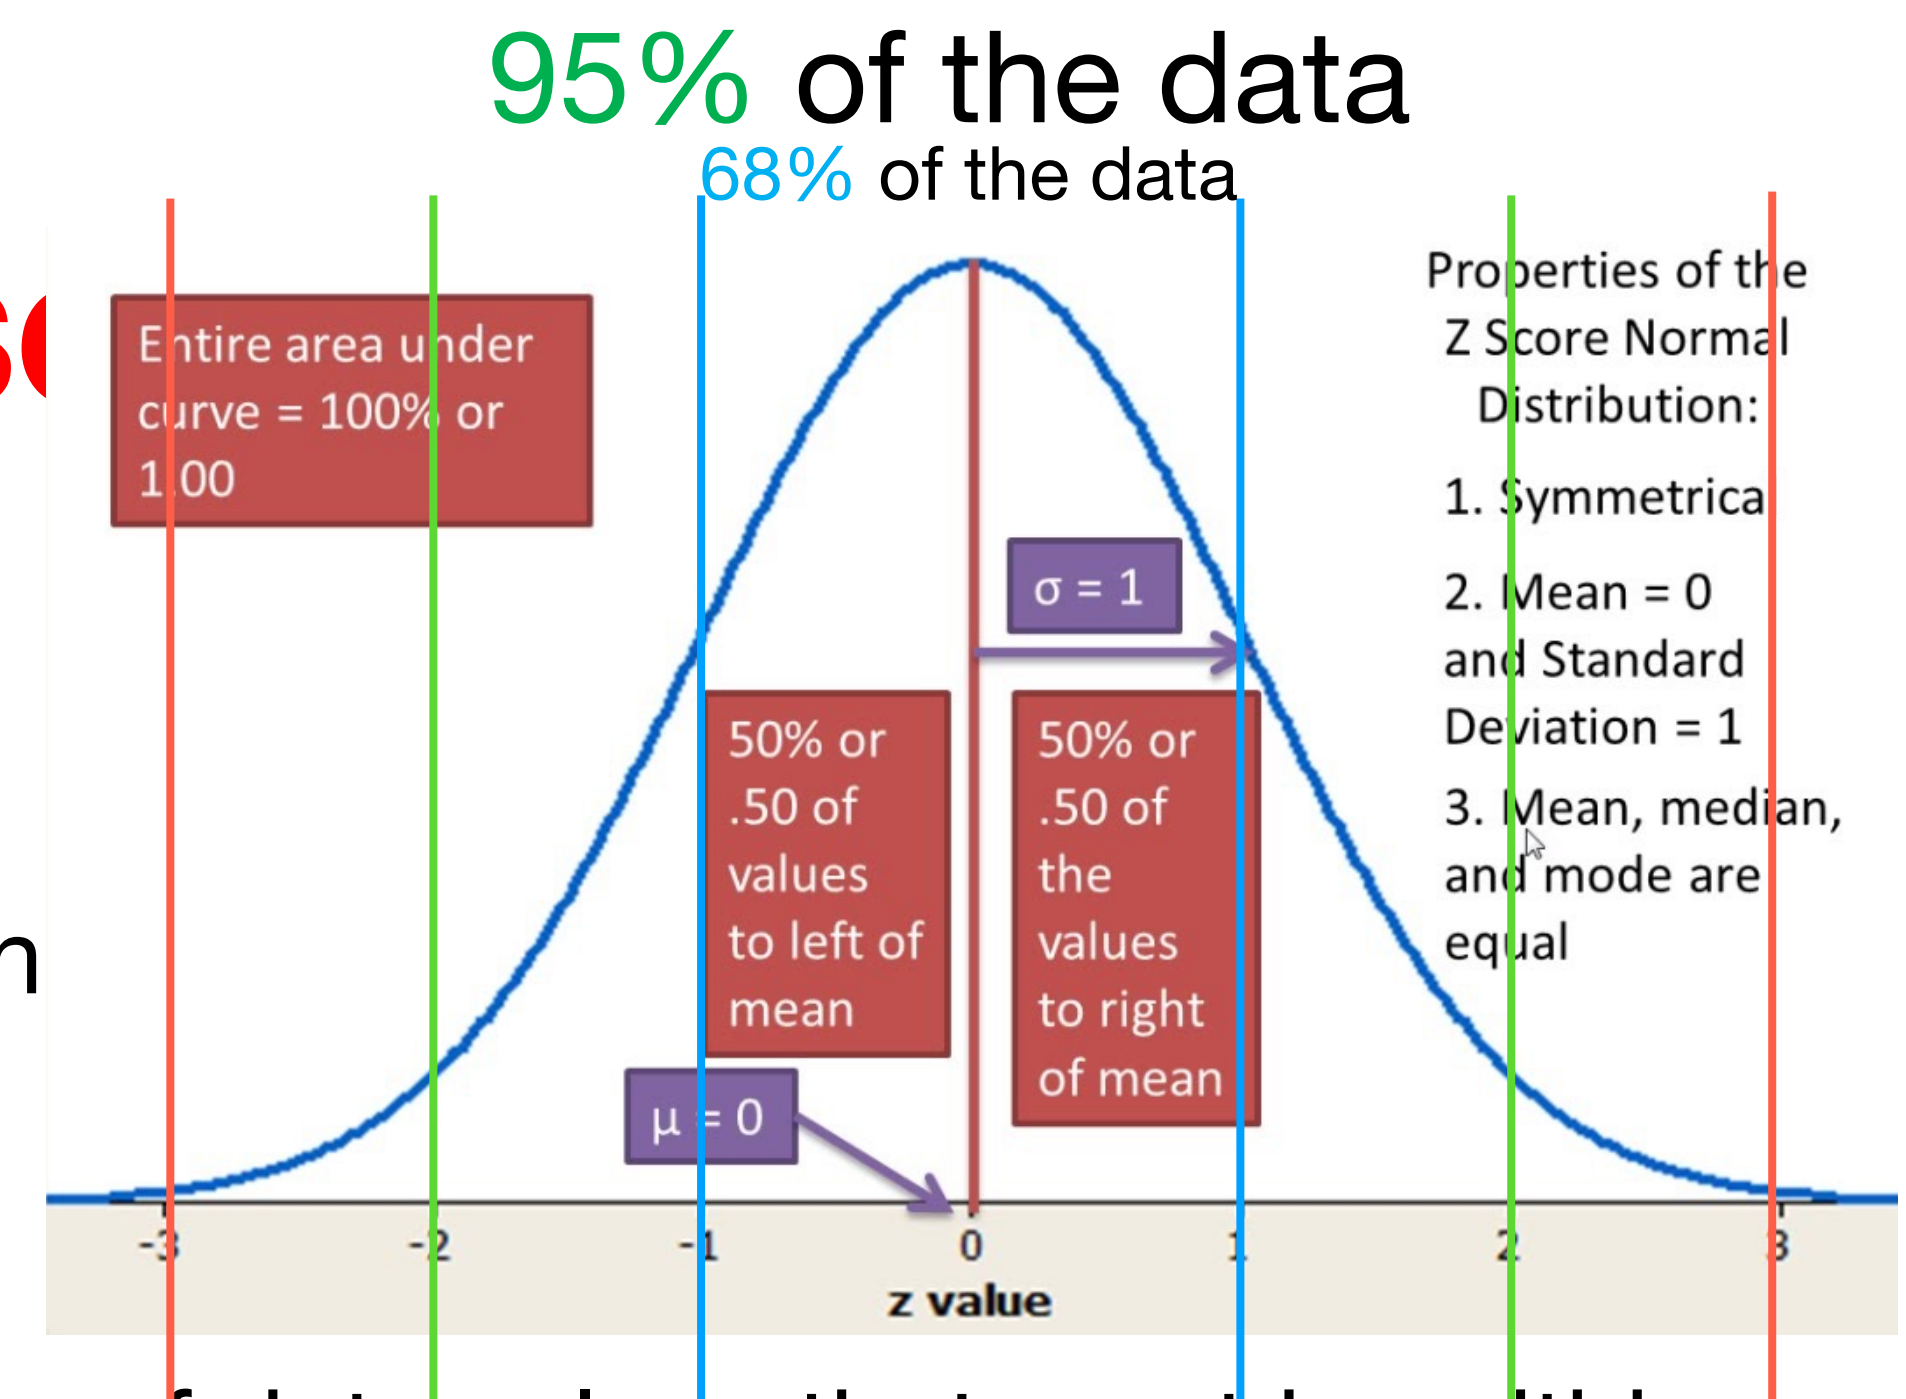 95% of the data
68% of the data
Properties of the
Z Score Normal
Distribution:
1. Symmetrical
2. Mean = 0
and Standard
Deviation = 1
3. Mean, median,
and mode are
equal
Entire area under
curve = 100% or
1.00
σ = 1
50% or
.50 of
values
to left of
mean
50% or
.50 of
the
values
to right
of mean
μ = 0
-3 -2 -1 0 1 2 3
z value